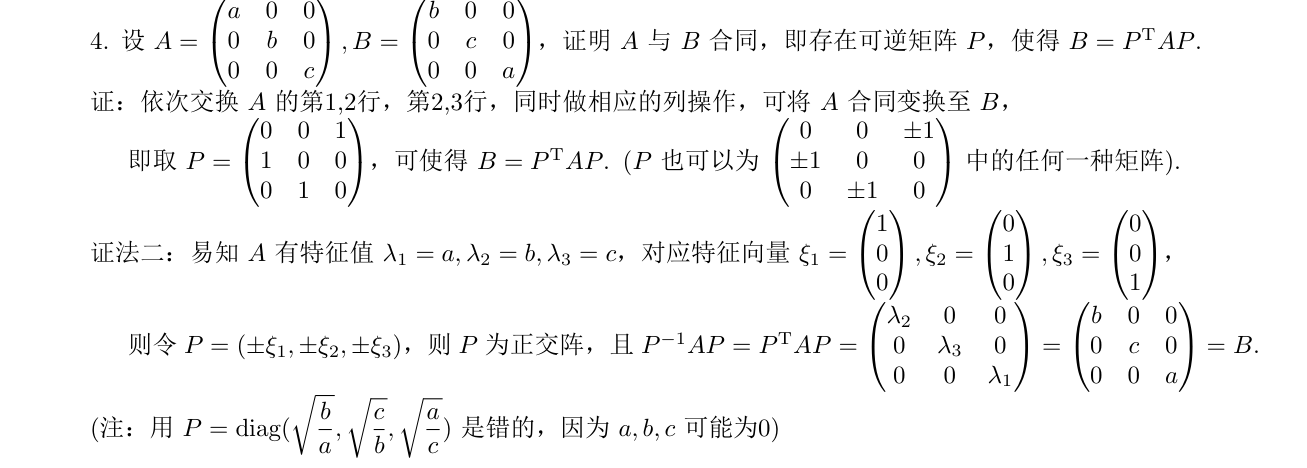 4. 设 $A = \begin{pmatrix} a & 0 & 0 \\ 0 & b & 0 \\ 0 & 0 & c \end{pmatrix}, B = \begin{pmatrix} b & 0 & 0 \\ 0 & c & 0 \\ 0 & 0 & a \end{pmatrix}$，证明 $A$ 与 $B$ 合同，即存在可逆矩阵 $P$，使得 $B = P^{\mathrm{T}}AP$.
证：依次交换 $A$ 的第1,2行，第2,3行，同时做相应的列操作，可将 $A$ 合同变换至 $B$，
即取 $P = \begin{pmatrix} 0 & 0 & 1 \\ 1 & 0 & 0 \\ 0 & 1 & 0 \end{pmatrix}$，可使得 $B = P^{\mathrm{T}}AP$. ($P$ 也可以为 $\begin{pmatrix} 0 & 0 & \pm 1 \\ \pm 1 & 0 & 0 \\ 0 & \pm 1 & 0 \end{pmatrix}$ 中的任何一种矩阵).
证法二：易知 $A$ 有特征值 $\lambda_1 = a, \lambda_2 = b, \lambda_3 = c$，对应特征向量 $\xi_1 = \begin{pmatrix} 1 \\ 0 \\ 0 \end{pmatrix}, \xi_2 = \begin{pmatrix} 0 \\ 1 \\ 0 \end{pmatrix}, \xi_3 = \begin{pmatrix} 0 \\ 0 \\ 1 \end{pmatrix}$，
则令 $P = (\pm\xi_1, \pm\xi_2, \pm\xi_3)$，则 $P$ 为正交阵，且 $P^{-1}AP = P^{\mathrm{T}}AP = \begin{pmatrix} \lambda_2 & 0 & 0 \\ 0 & \lambda_3 & 0 \\ 0 & 0 & \lambda_1 \end{pmatrix} = \begin{pmatrix} b & 0 & 0 \\ 0 & c & 0 \\ 0 & 0 & a \end{pmatrix} = B$.
(注：用 $P = \mathrm{diag}(\sqrt{\dfrac{b}{a}}, \sqrt{\dfrac{c}{b}}, \sqrt{\dfrac{a}{c}})$ 是错的，因为 $a, b, c$ 可能为0)